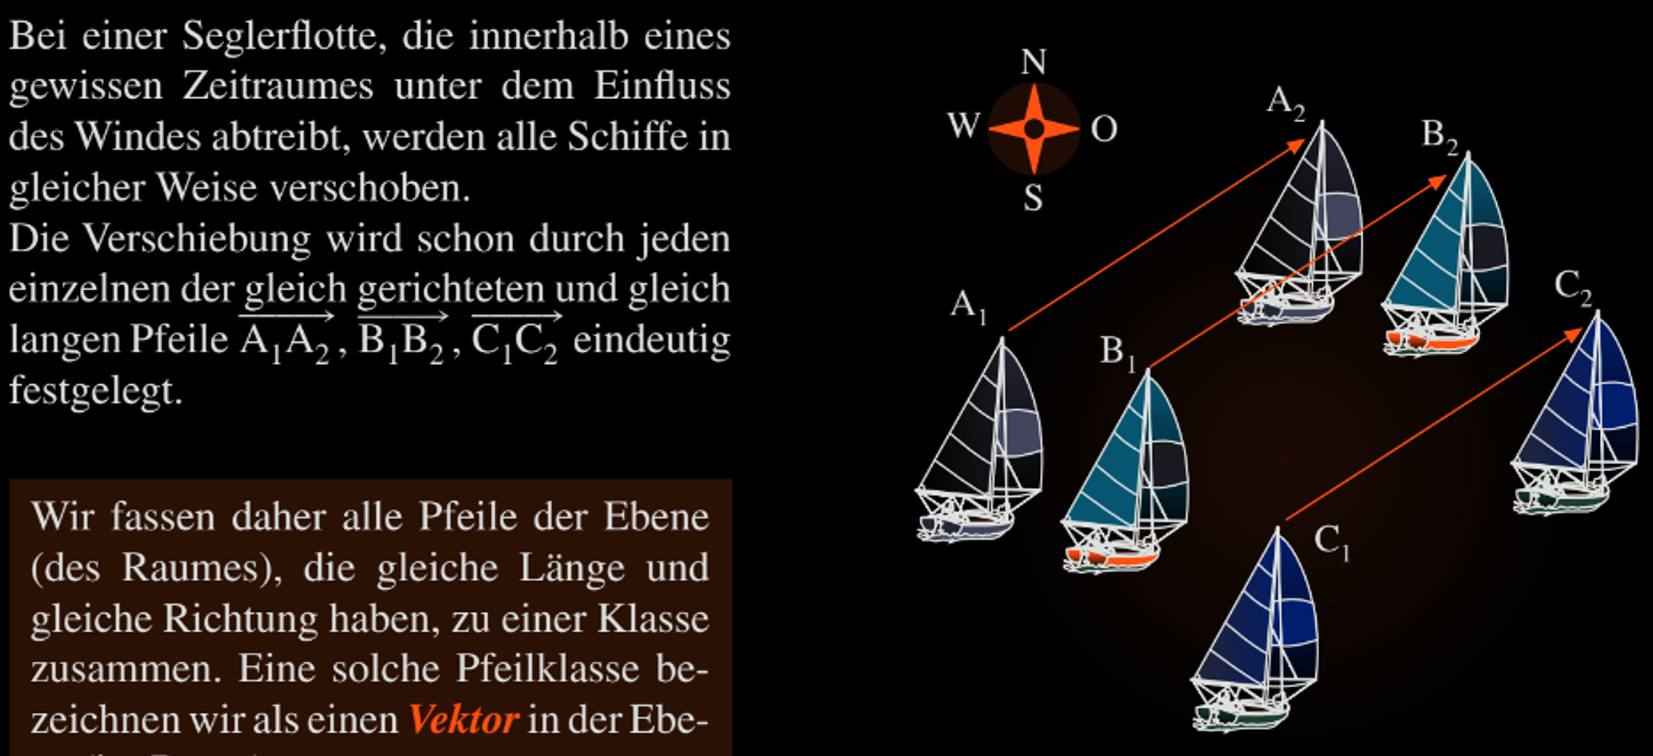 Bei einer Seglerflotte, die innerhalb eines
gewissen Zeitraumes unter dem Einfluss
des Windes abtreibt, werden alle Schiffe in
gleicher Weise verschoben.
Die Verschiebung wird schon durch jeden
einzelnen der gleich gerichteten und gleich
langen Pfeile A₁A₂, B₁B₂, C₁C₂ eindeutig
festgelegt.
Wir fassen daher alle Pfeile der Ebene
(des Raumes), die gleiche Länge und
gleiche Richtung haben, zu einer Klasse
zusammen. Eine solche Pfeilklasse be-
zeichnen wir als einen Vektor in der Ebe-
N
W
O
S
A₂
B₂
A₁
B₁
C₂
C₁